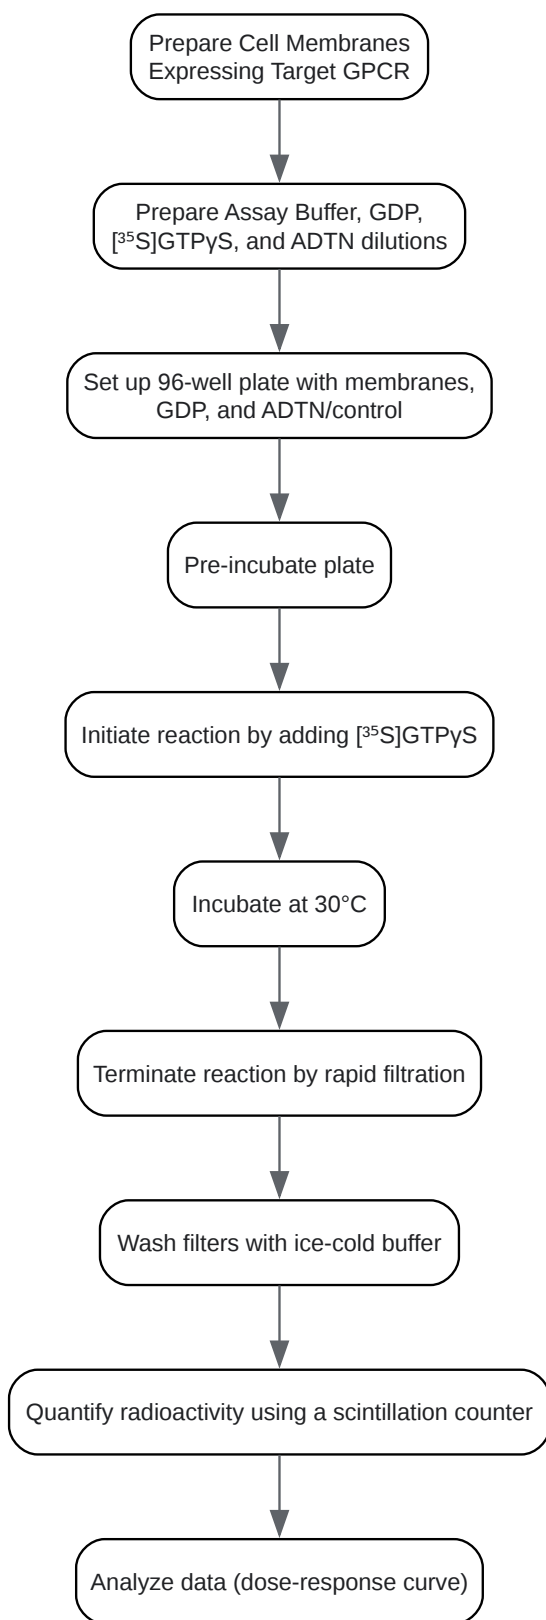 Prepare Cell Membranes
Expressing Target GPCR
Prepare Assay Buffer, GDP,
[³⁵S]GTPγS, and ADTN dilutions
Set up 96-well plate with membranes,
GDP, and ADTN/control
Pre-incubate plate
Initiate reaction by adding [³⁵S]GTPγS
Incubate at 30°C
Terminate reaction by rapid filtration
Wash filters with ice-cold buffer
Quantify radioactivity using a scintillation counter
Analyze data (dose-response curve)